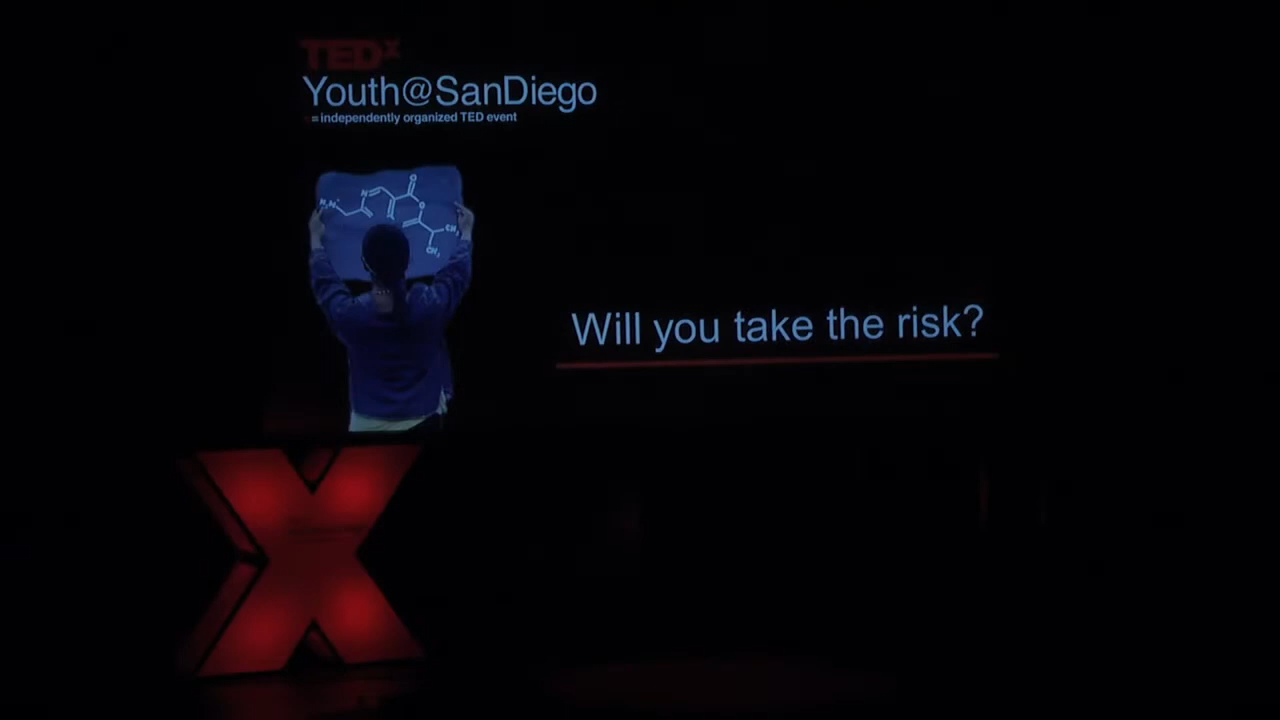 TEDx
Youth@SanDiego
x = independently organized TED event
Will you take the risk?
X